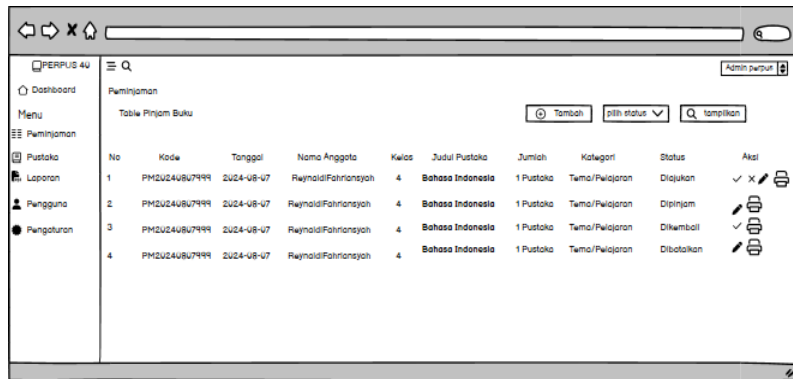 PERPUS 4U
Admin perpus
Dashboard
Peminjaman
Menu
Table Pinjam Buku
Tambah
pilih status
tampilkan
Peminjaman
Pustaka
Laporan
Pengguna
Pengaturan
No Kode Tanggal Nama Anggota Kelas Judul Pustaka Jumlah Kategori Status Aksi
1 PM20240807999 2024-08-07 ReynaldiFahriansyah 4 Bahasa Indonesia 1 Pustaka Tema/Pelajaran Diajukan
2 PM20240807999 2024-08-07 ReynaldiFahriansyah 4 Bahasa Indonesia 1 Pustaka Tema/Pelajaran Dipinjam
3 PM20240807999 2024-08-07 ReynaldiFahriansyah 4 Bahasa Indonesia 1 Pustaka Tema/Pelajaran Dikembali
4 PM20240807999 2024-08-07 ReynaldiFahriansyah 4 Bahasa Indonesia 1 Pustaka Tema/Pelajaran Dibatalkan